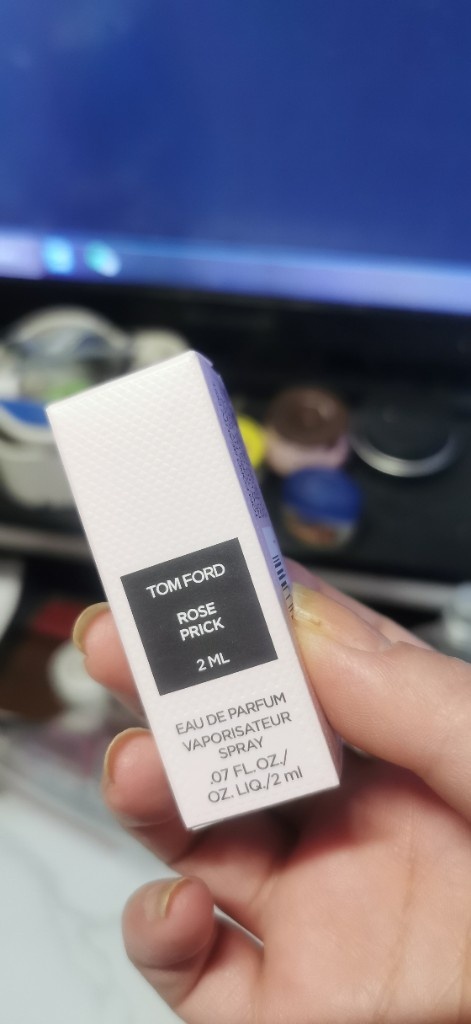 TOM FORD
ROSE
PRICK
2 ML
EAU DE PARFUM
VAPORISATEUR
SPRAY
.07 FL.OZ./
OZ. LIQ./2 ml